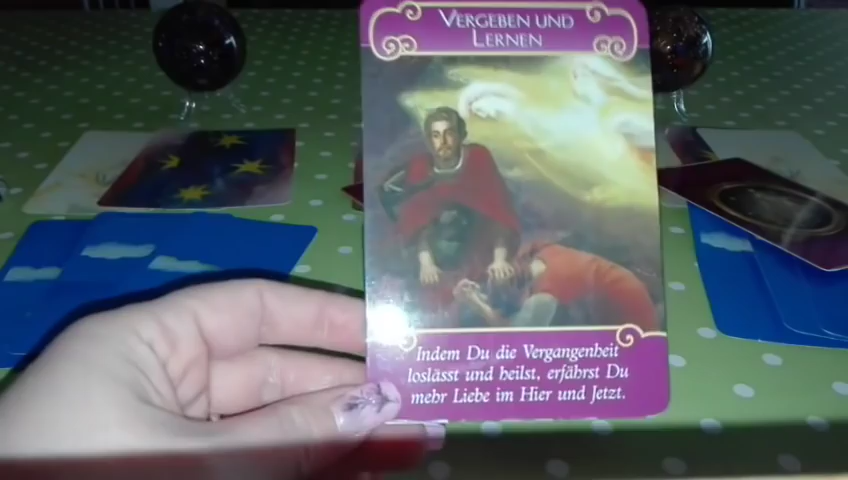 VERGEBEN UND
LERNEN
Indem Du die Vergangenheit
loslässt und heilst, erfährst Du
mehr Liebe im Hier und Jetzt.